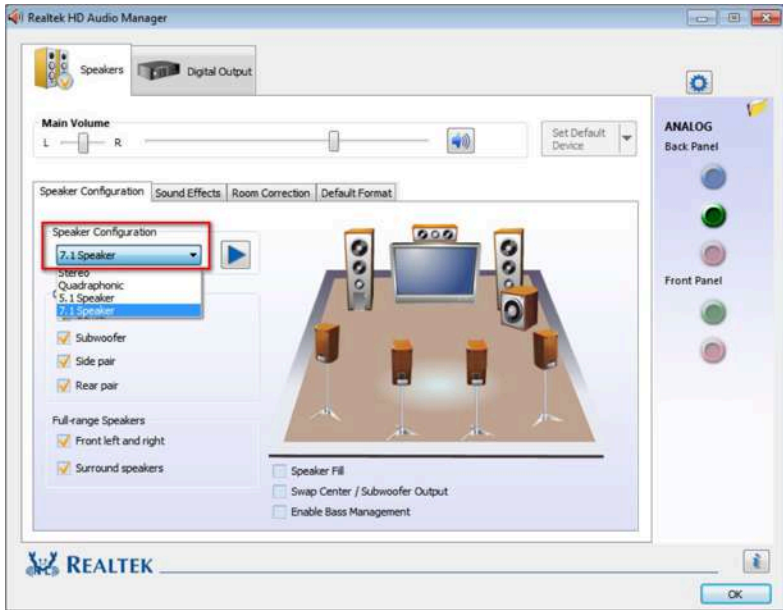 Realtek HD Audio Manager
Speakers
Digital Output
Main Volume
L
R
Set Default
Device
Speaker Configuration
Sound Effects
Room Correction
Default Format
Speaker Configuration
7.1 Speaker
Stereo
Quadraphonic
5.1 Speaker
7.1 Speaker
Subwoofer
Side pair
Rear pair
Full-range Speakers
Front left and right
Surround speakers
Speaker Fill
Swap Center / Subwoofer Output
Enable Bass Management
ANALOG
Back Panel
Front Panel
REALTEK
OK